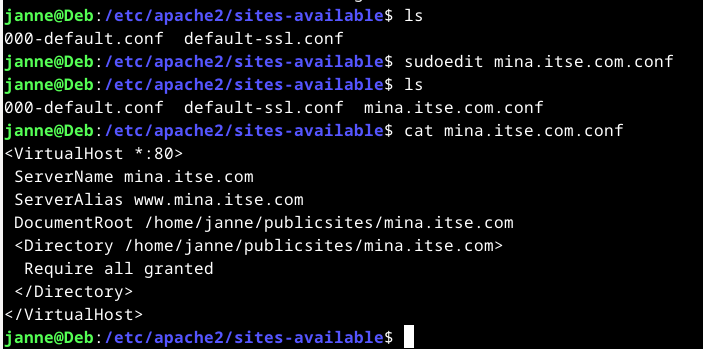 janne@Deb:/etc/apache2/sites-available$ ls
000-default.conf  default-ssl.conf
janne@Deb:/etc/apache2/sites-available$ sudoedit mina.itse.com.conf
janne@Deb:/etc/apache2/sites-available$ ls
000-default.conf  default-ssl.conf  mina.itse.com.conf
janne@Deb:/etc/apache2/sites-available$ cat mina.itse.com.conf
<VirtualHost *:80>
 ServerName mina.itse.com
 ServerAlias www.mina.itse.com
 DocumentRoot /home/janne/publicsites/mina.itse.com
 <Directory /home/janne/publicsites/mina.itse.com>
  Require all granted
 </Directory>
</VirtualHost>
janne@Deb:/etc/apache2/sites-available$